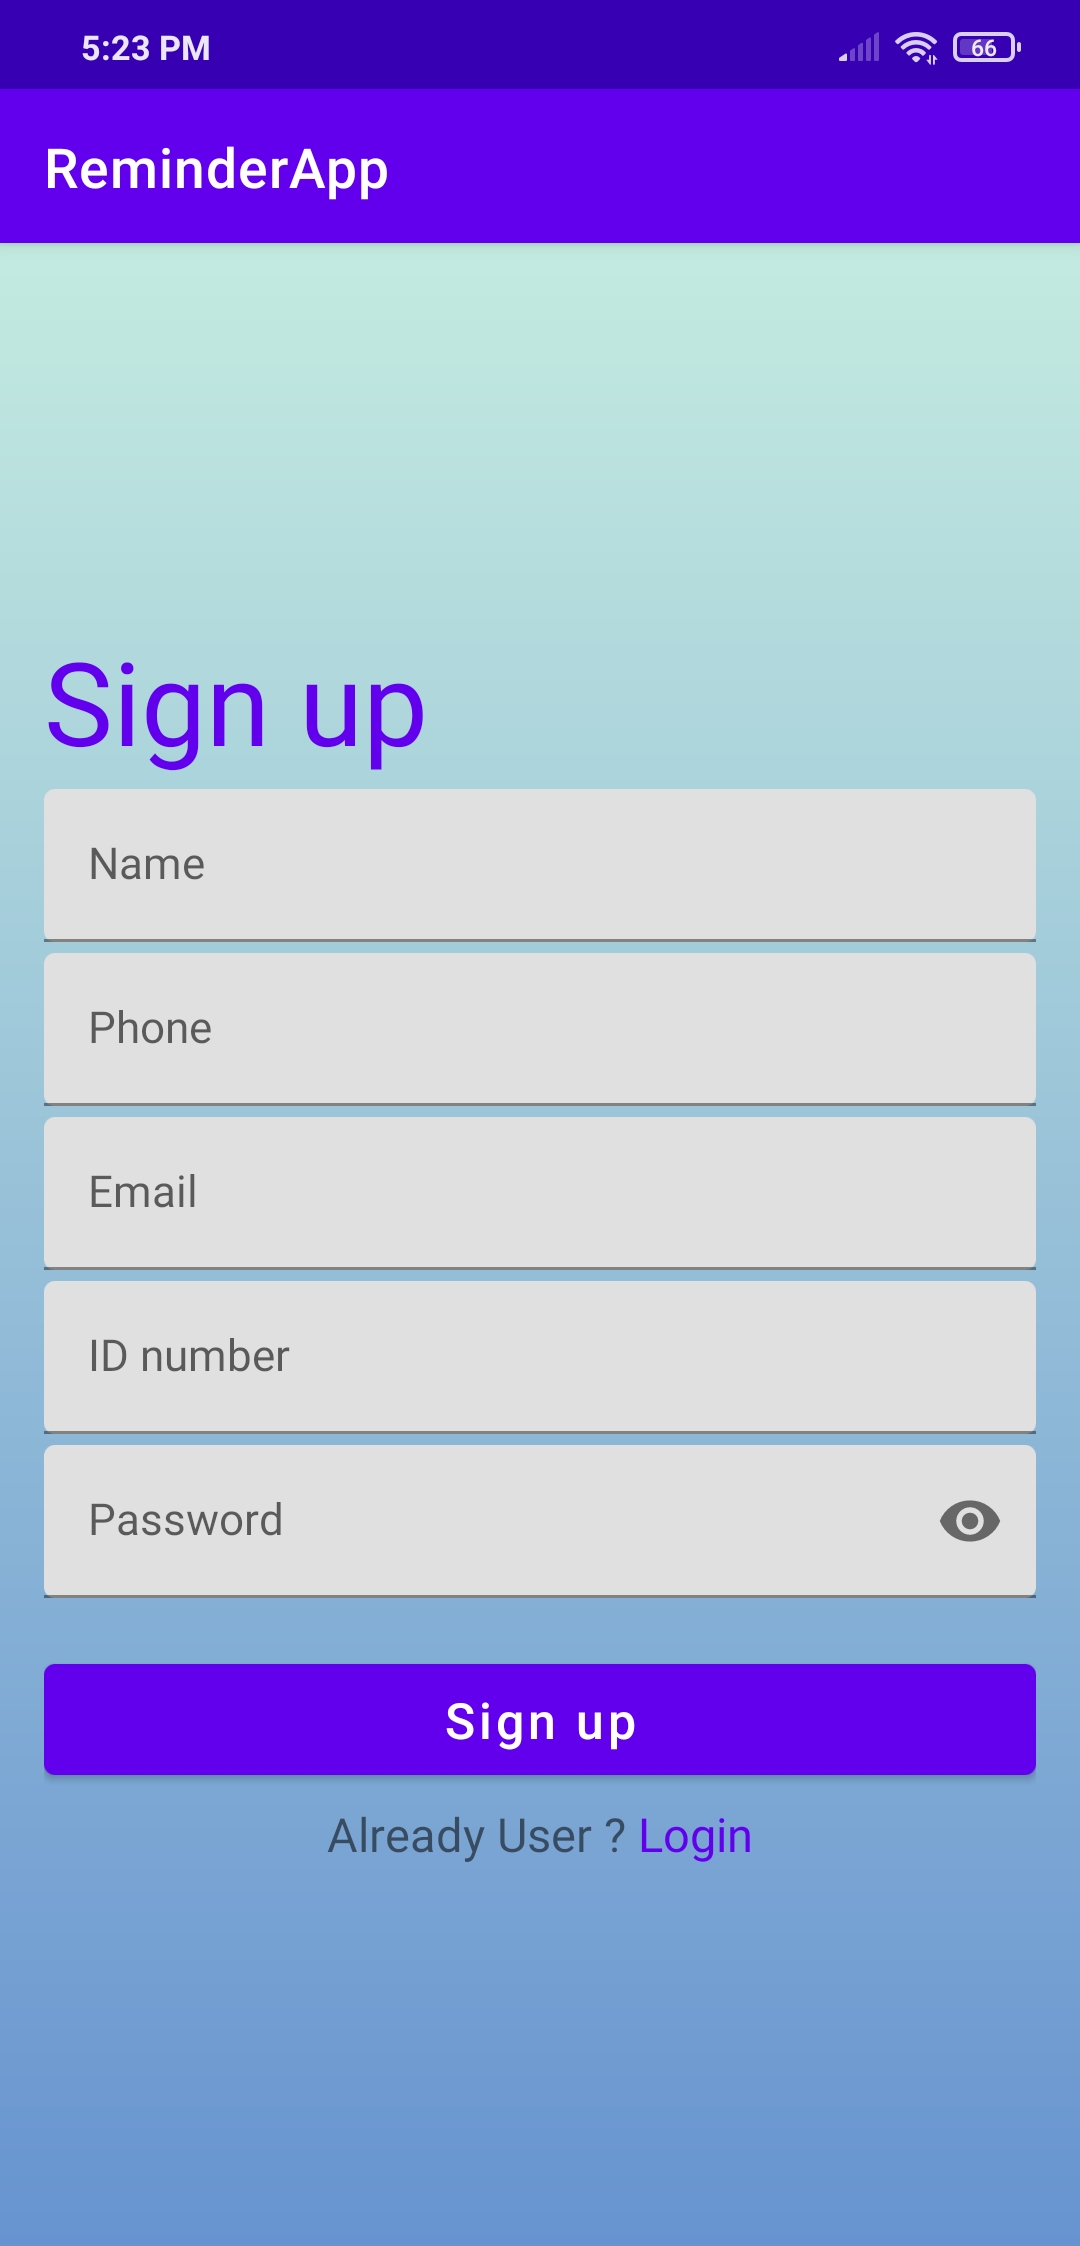 5:23 PM
66
ReminderApp
Sign up
Name
Phone
Email
ID number
Password
Sign up
Already User ? Login